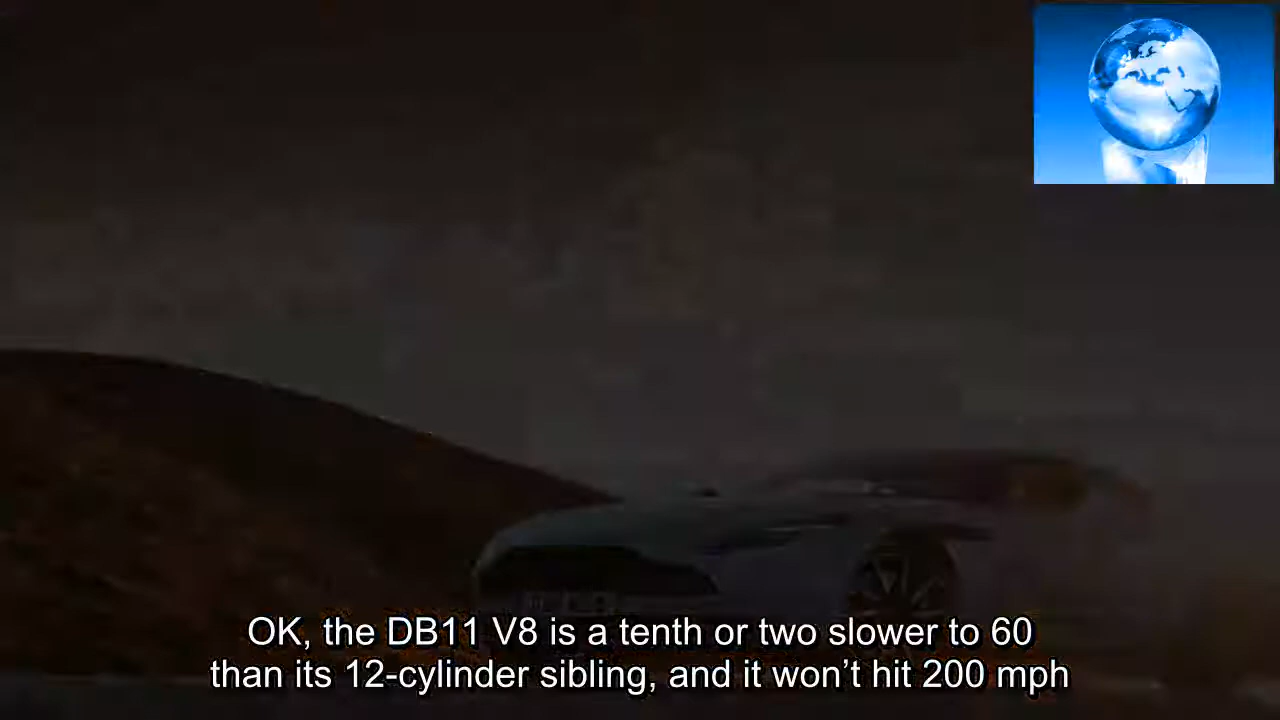 OK, the DB11 V8 is a tenth or two slower to 60
than its 12-cylinder sibling, and it won’t hit 200 mph